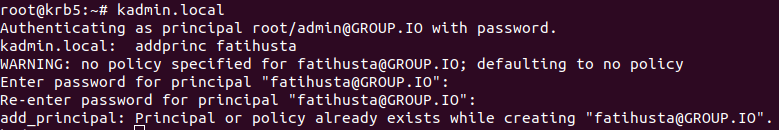 root@krb5:~# kadmin.local
Authenticating as principal root/admin@GROUP.IO with password.
kadmin.local:  addprinc fatihusta
WARNING: no policy specified for fatihusta@GROUP.IO; defaulting to no policy
Enter password for principal "fatihusta@GROUP.IO":
Re-enter password for principal "fatihusta@GROUP.IO":
add_principal: Principal or policy already exists while creating "fatihusta@GROUP.IO".